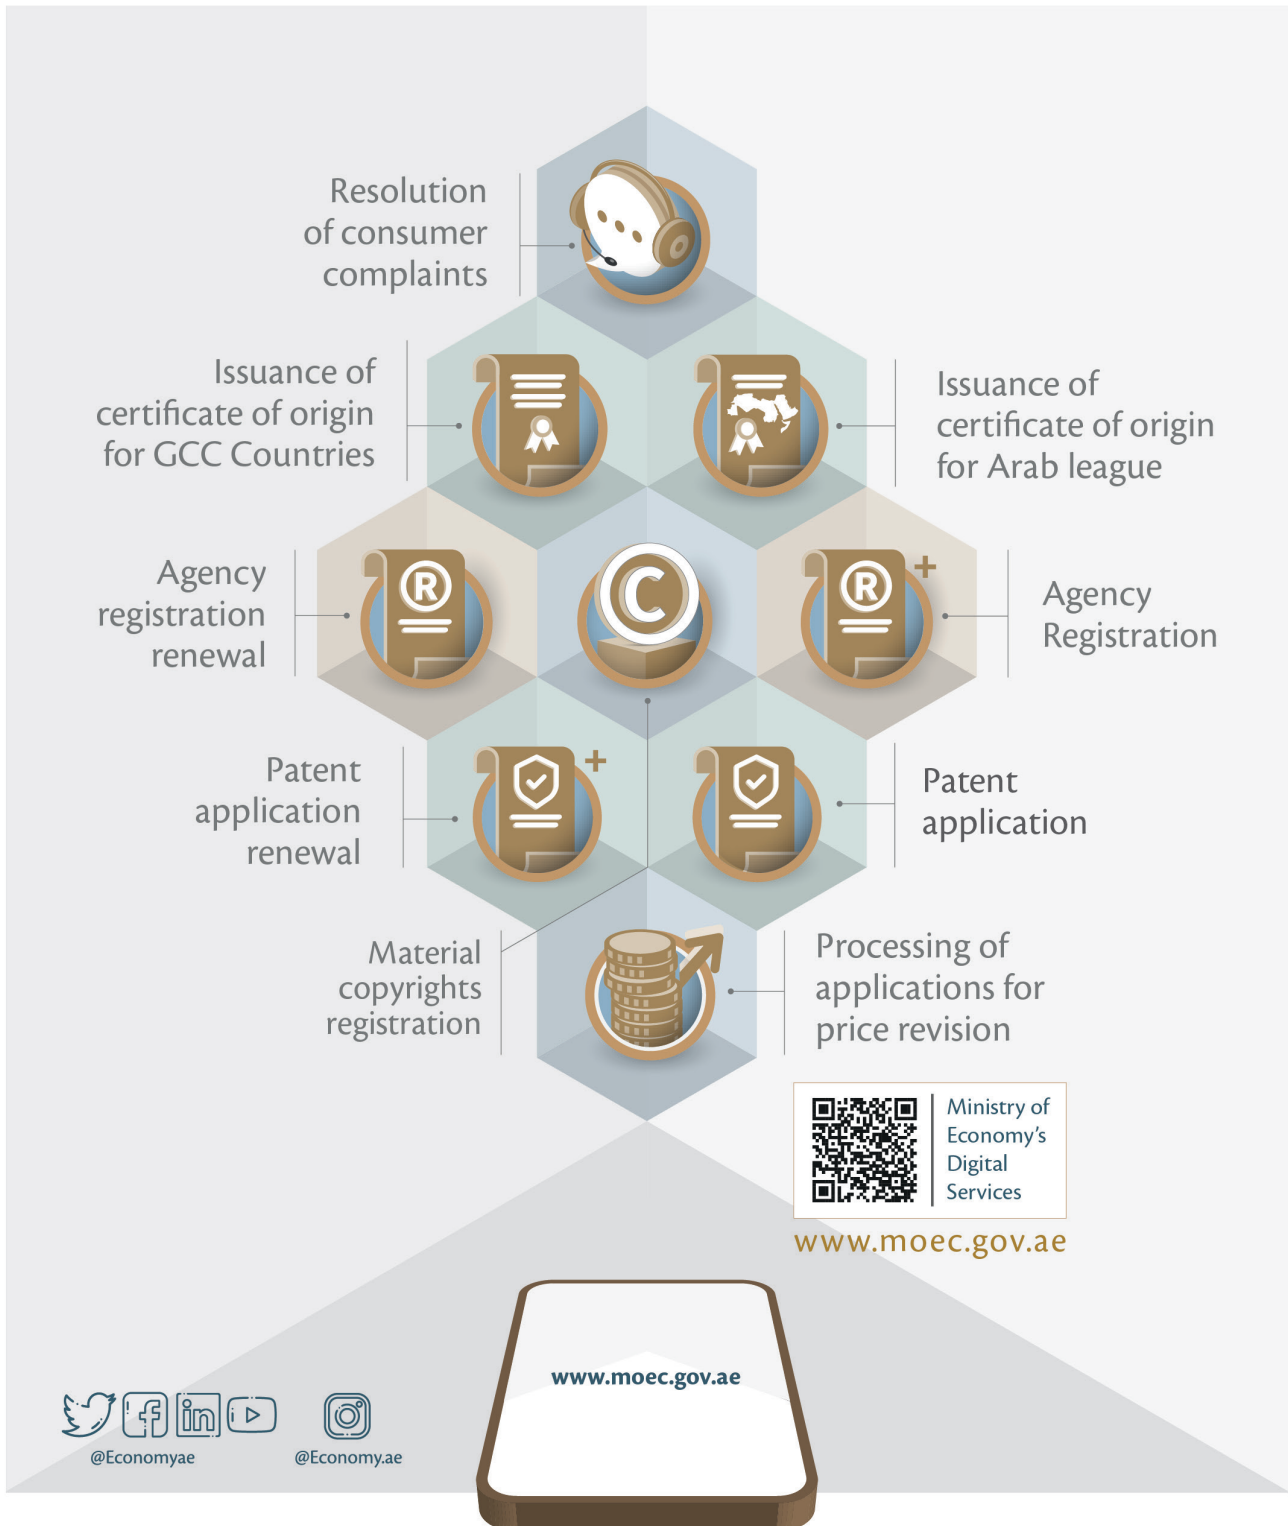 Resolution
of consumer
complaints
Issuance of
certificate of origin
for GCC Countries
Issuance of
certificate of origin
for Arab league
Agency
registration
renewal
R
C
R
+
Agency
Registration
Patent
application
renewal
+
Patent
application
Material
copyrights
registration
Processing of
applications for
price revision
Ministry of
Economy's
Digital
Services
www.moec.gov.ae
www.moec.gov.ae
@Economyae
@Economy.ae